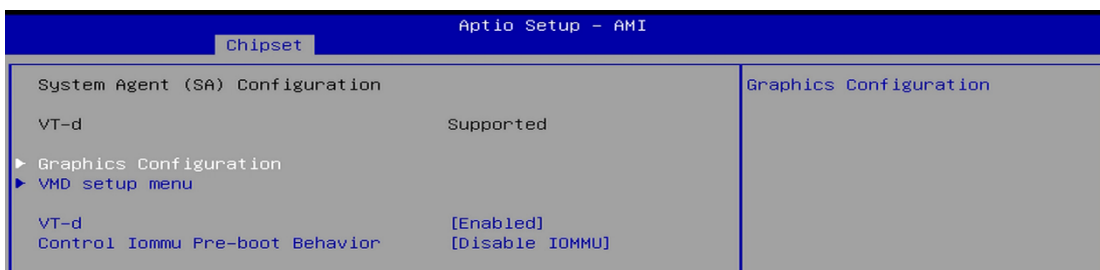 Aptio Setup - AMI
Chipset
System Agent (SA) Configuration
Graphics Configuration
VT-d Supported
► Graphics Configuration
► VMD setup menu
VT-d [Enabled]
Control Iommu Pre-boot Behavior [Disable IOMMU]